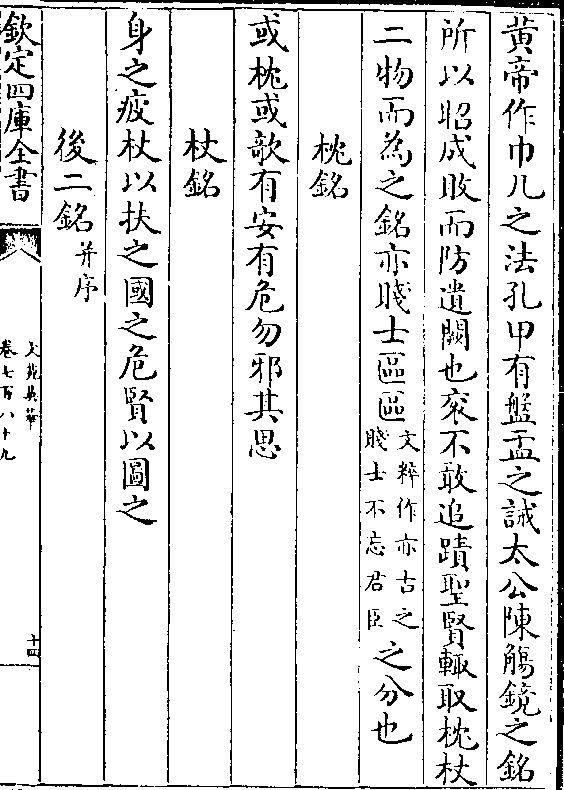 黄帝作巾几之法孔甲有盤盂之誡太公陳觴鏡之銘
所以昭成敗而防遺闕也衮不敢追蹟聖賢輙取枕杖
二物而為之銘亦賤士區區文粹作亦古之賤士不忘君臣之分也
枕銘
或枕或歌有安有危勿邪其思
杖銘
身之疲杖以扶之國之危賢以圖之
後二銘并序
欽定四庫全書
文苑英華
卷七百八十九
十四